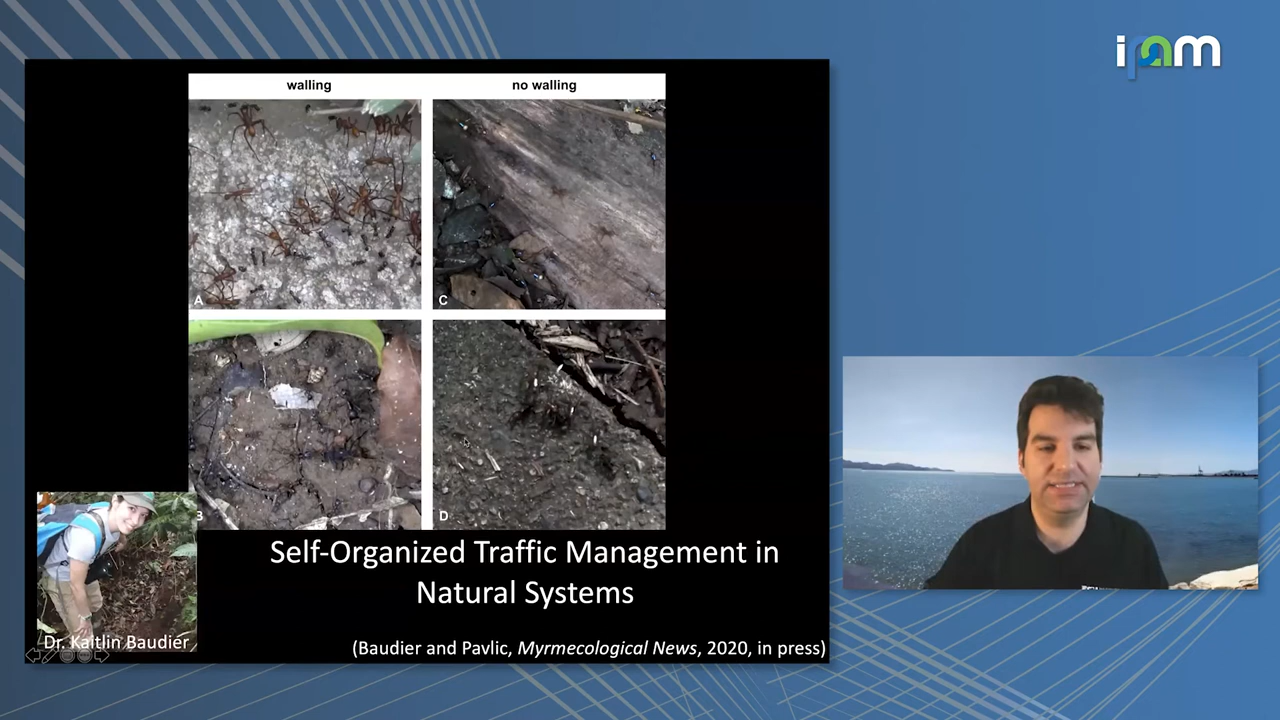 ipam
walling
no walling
A
C
B
D
Self-Organized Traffic Management in
Natural Systems
Dr. Kaitlin Baudier
(Baudier and Pavlic, Myrmecological News, 2020, in press)